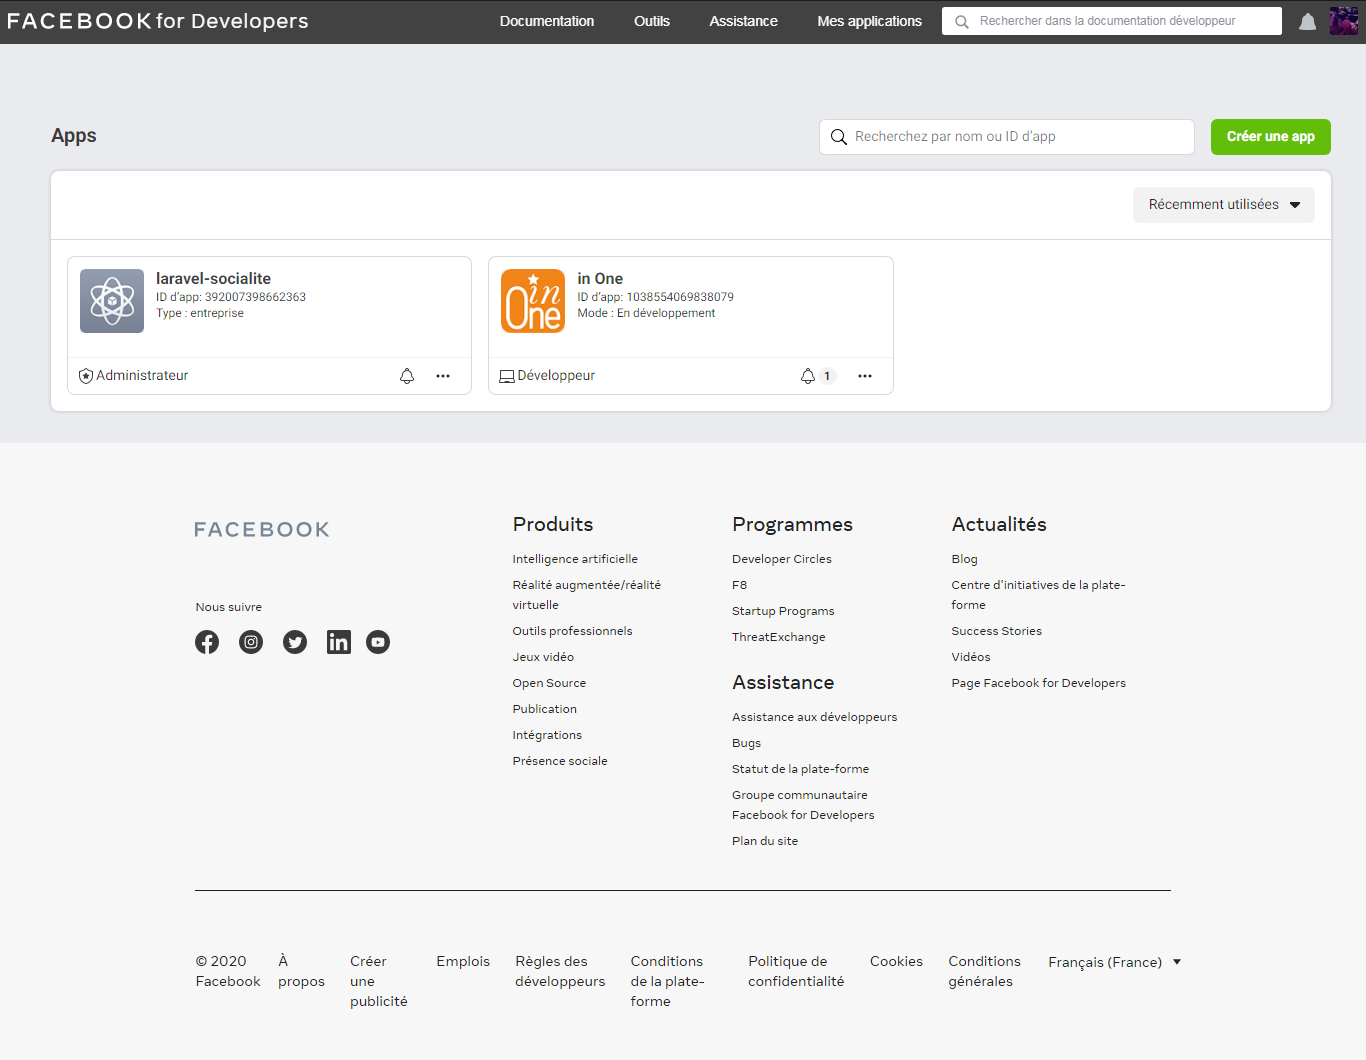 FACEBOOK for Developers
Documentation
Outils
Assistance
Mes applications
Rechercher dans la documentation développeur
Apps
Recherchez par nom ou ID d'app
Créer une app
Récemment utilisées
laravel-socialite
ID d'app: 392007398662363
Type : entreprise
Administrateur
in One
in One
ID d'app: 1038554069838079
Mode : En développement
Développeur
1
FACEBOOK
Nous suivre
Produits
Intelligence artificielle
Réalité augmentée/réalité
virtuelle
Outils professionnels
Jeux vidéo
Open Source
Publication
Intégrations
Présence sociale
Programmes
Developer Circles
F8
Startup Programs
ThreatExchange
Assistance
Assistance aux développeurs
Bugs
Statut de la plate-forme
Groupe communautaire
Facebook for Developers
Plan du site
Actualités
Blog
Centre d'initiatives de la plate-
forme
Success Stories
Vidéos
Page Facebook for Developers
© 2020
Facebook
À
propos
Créer
une
publicité
Emplois
Règles des
développeurs
Conditions
de la plate-
forme
Politique de
confidentialité
Cookies
Conditions
générales
Français (France)